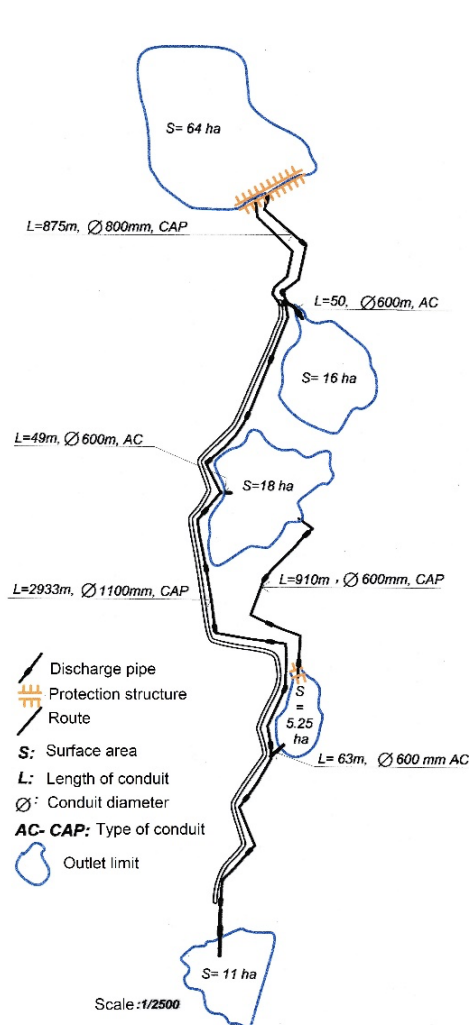 S= 64 ha
L=875m, Ø 800mm, CAP
L=50, Ø600m, AC
S= 16 ha
L=49m, Ø 600m, AC
S=18 ha
L=910m , Ø 600mm, CAP
L=2933m, Ø 1100mm, CAP
Discharge pipe
Protection structure
Route
S: Surface area
L: Length of conduit
Ø: Conduit diameter
AC- CAP: Type of conduit
Outlet limit
S
=
5.25
ha
L= 63m, Ø 600 mm AC
S= 11 ha
Scale :1/2500